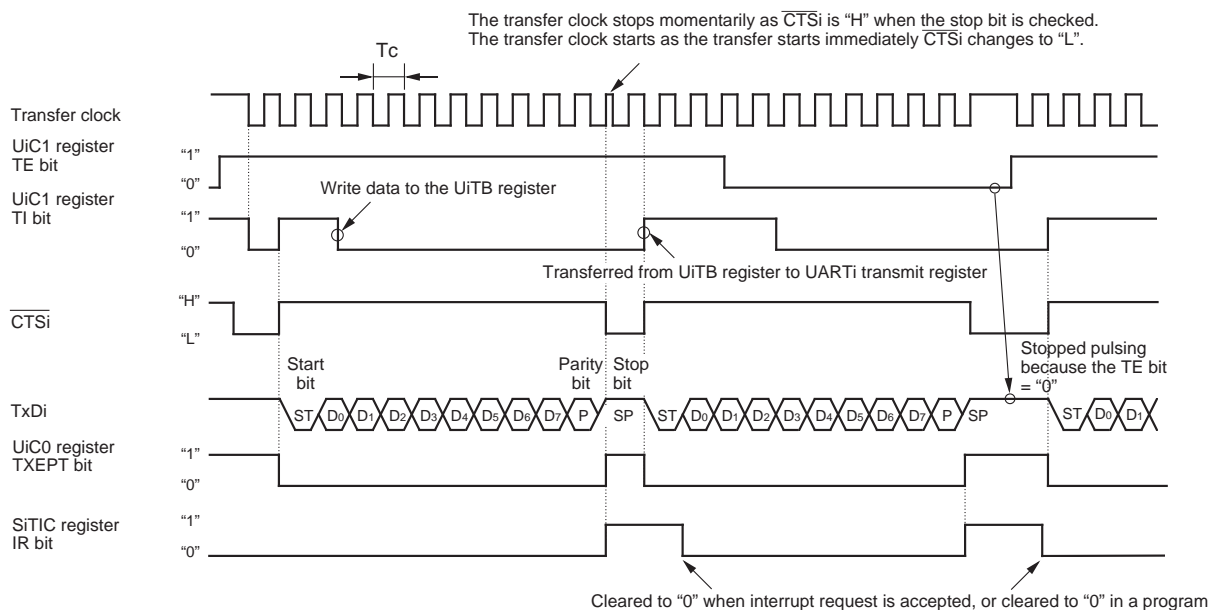 The transfer clock stops momentarily as CTSi is “H” when the stop bit is checked.
The transfer clock starts as the transfer starts immediately CTSi changes to “L”.
Tc
Transfer clock
UiC1 register
TE bit
“1”
“0”
Write data to the UiTB register
UiC1 register
TI bit
“1”
“0”
Transferred from UiTB register to UARTi transmit register
CTSi
“H”
“L”
Start
bit
Parity
bit
Stop
bit
Stopped pulsing
because the TE bit
= “0”
TxDi
ST D0 D1 D2 D3 D4 D5 D6 D7 P SP ST D0 D1 D2 D3 D4 D5 D6 D7 P SP ST D0 D1
UiC0 register
TXEPT bit
“1”
“0”
SiTIC register
IR bit
“1”
“0”
Cleared to “0” when interrupt request is accepted, or cleared to “0” in a program